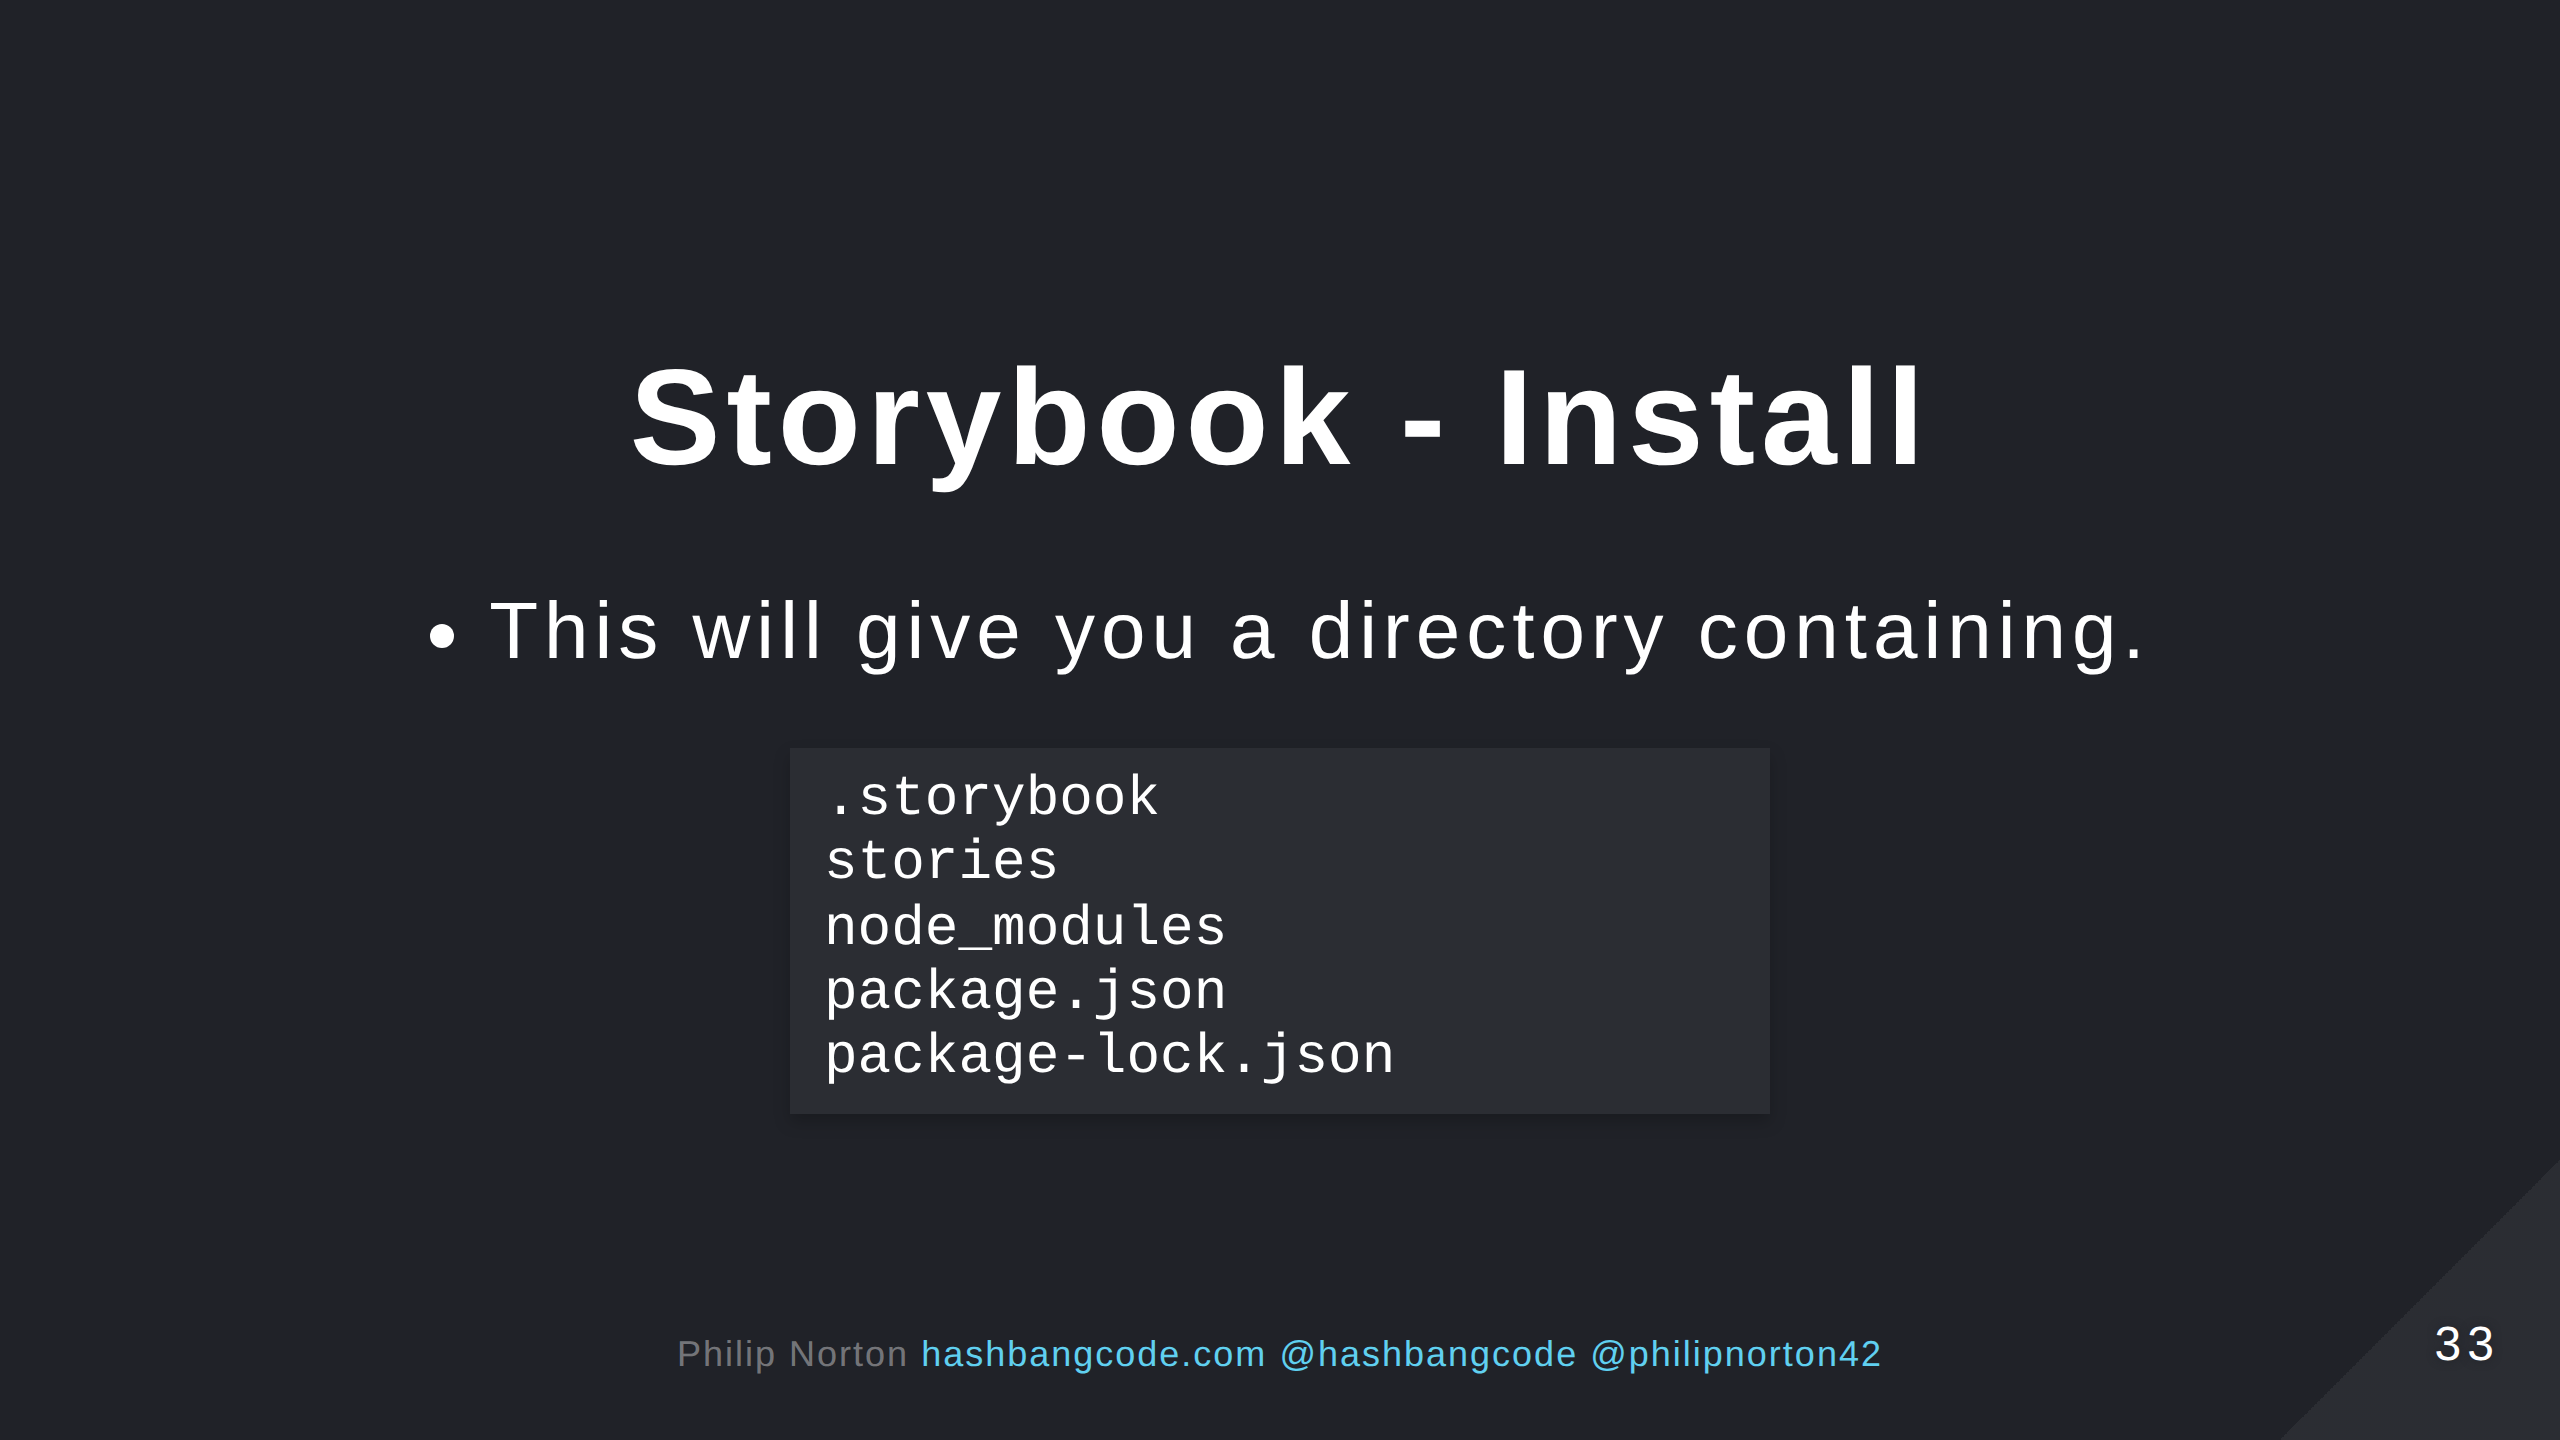 Storybook - Install
• This will give you a directory containing.
.storybook
stories
node_modules
package.json
package-lock.json
Philip Norton hashbangcode.com @hashbangcode @philipnorton42
33